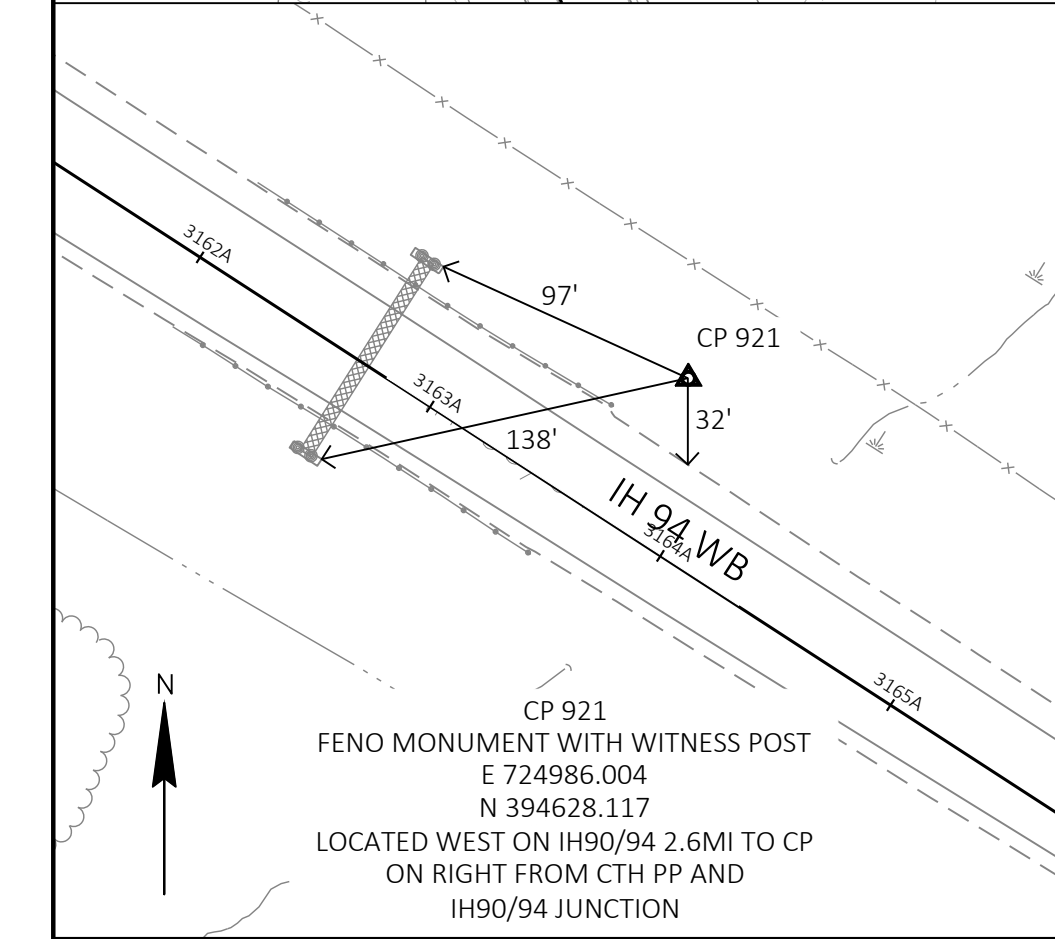 3162A
97'
CP 921
3163A
32'
138'
IH 94 WB
3164A
3165A
N
CP 921
FENO MONUMENT WITH WITNESS POST
E 724986.004
N 394628.117
LOCATED WEST ON IH90/94 2.6MI TO CP
ON RIGHT FROM CTH PP AND
IH90/94 JUNCTION